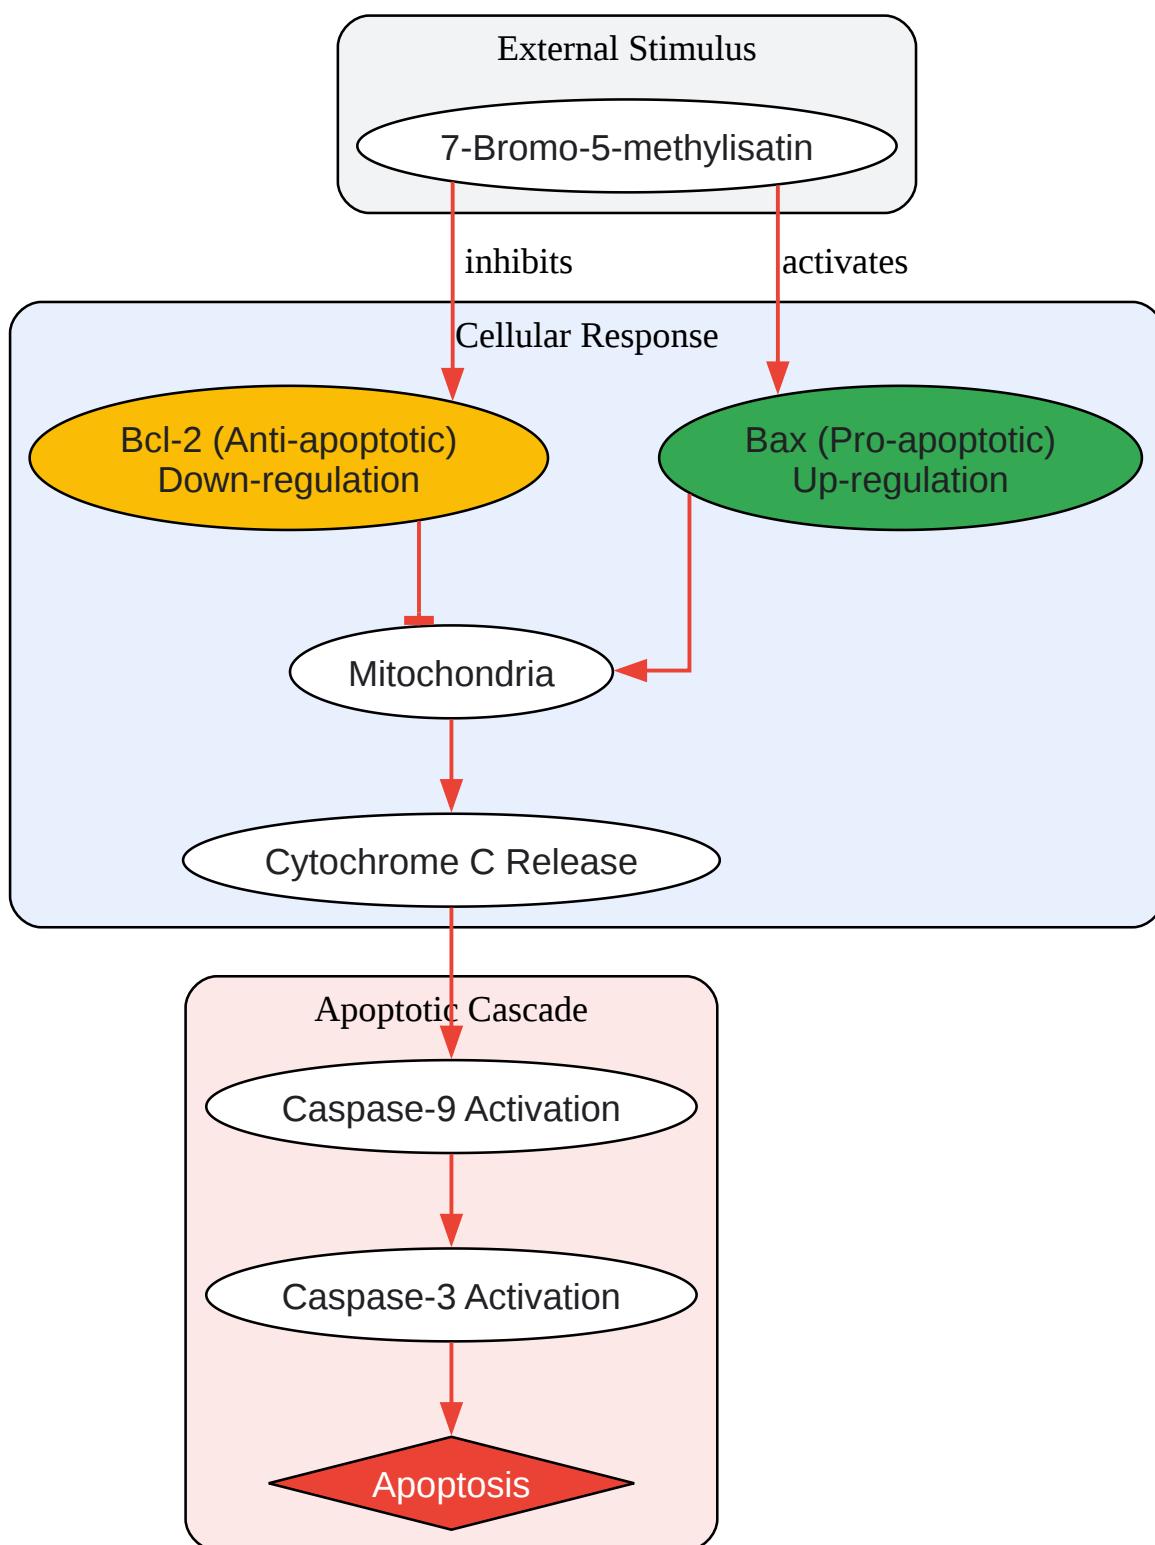 External Stimulus
7-Bromo-5-methylisatin
inhibits
activates
Cellular Response
Bcl-2 (Anti-apoptotic)
Down-regulation
Bax (Pro-apoptotic)
Up-regulation
Mitochondria
Cytochrome C Release
Apoptotic Cascade
Caspase-9 Activation
Caspase-3 Activation
Apoptosis